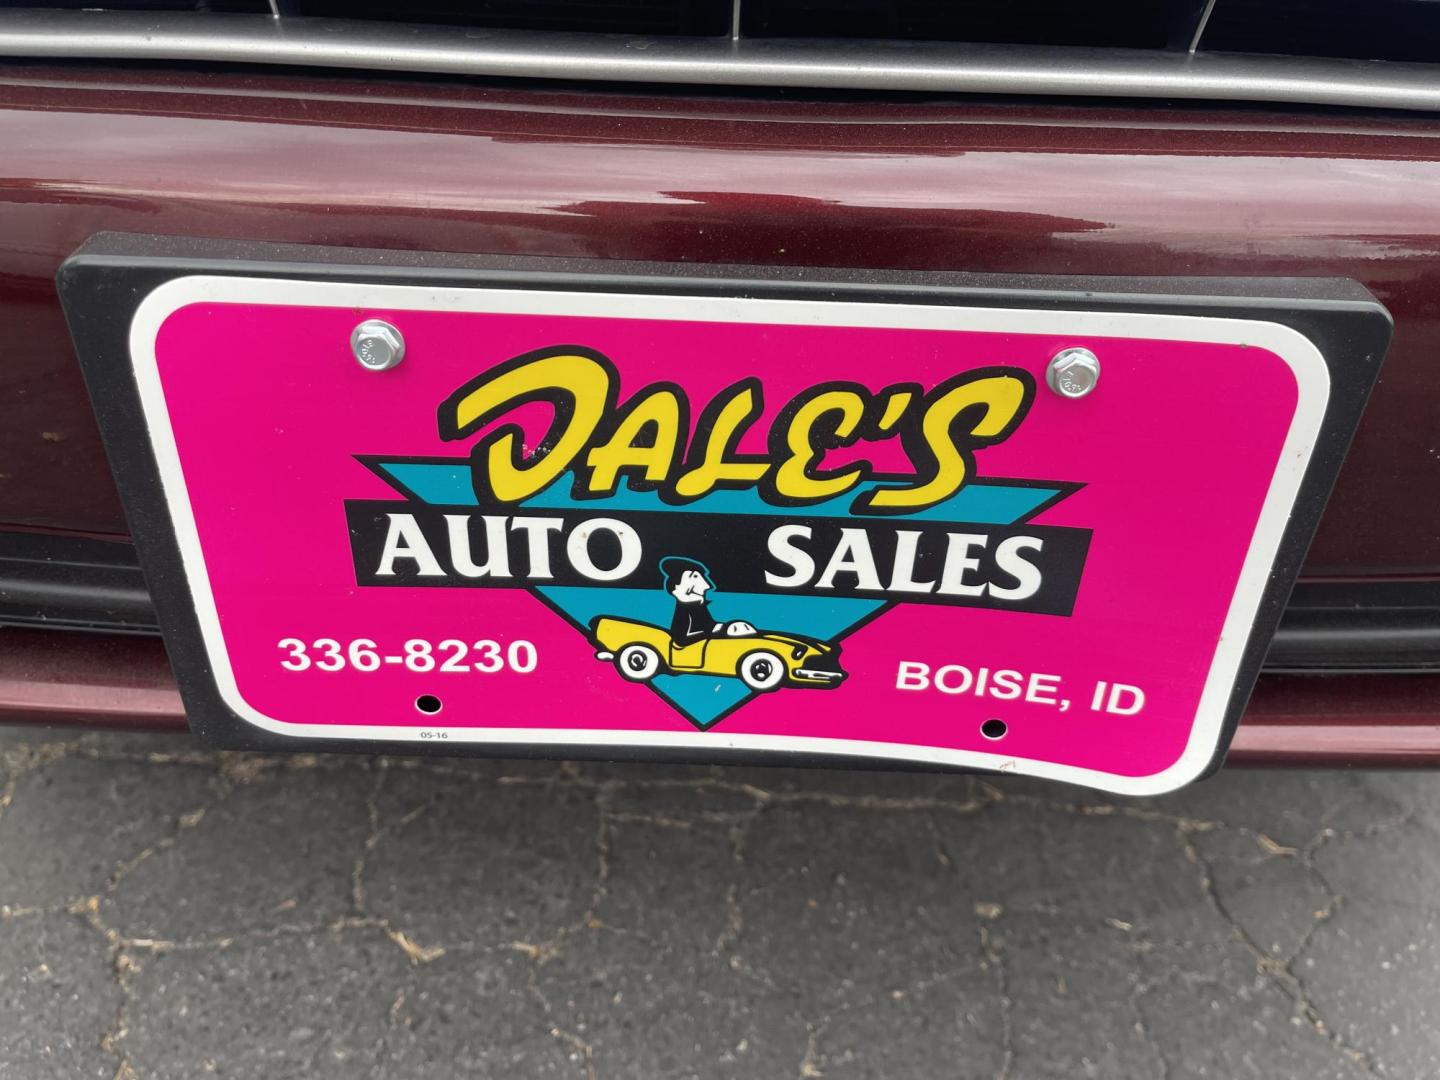 DALE'S
AUTO SALES
336-8230
BOISE, ID
05-16